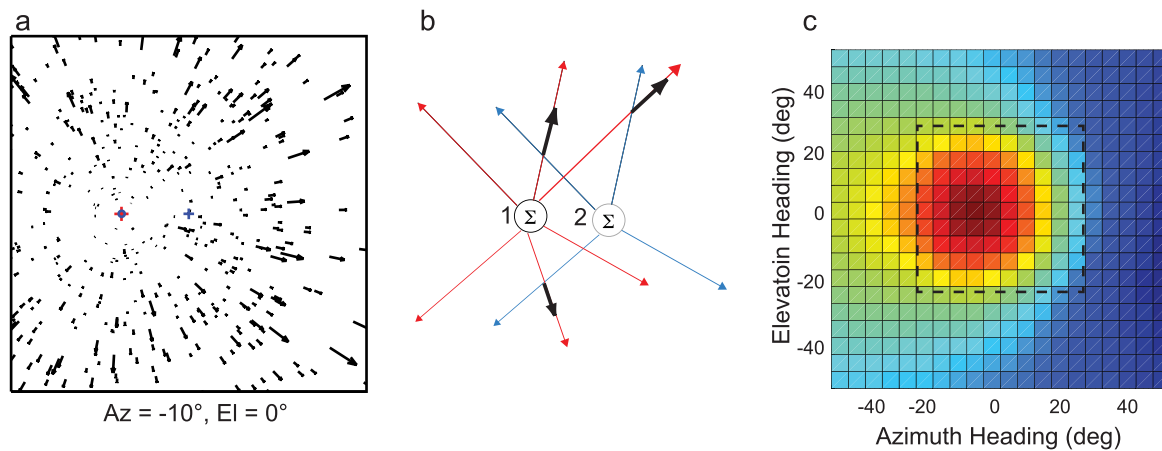 a
Az = -10°, El = 0°
b
1 Σ
2 Σ
c
Elevatoin Heading (deg)
40
20
0
-20
-40
-40 -20 0 20 40
Azimuth Heading (deg)